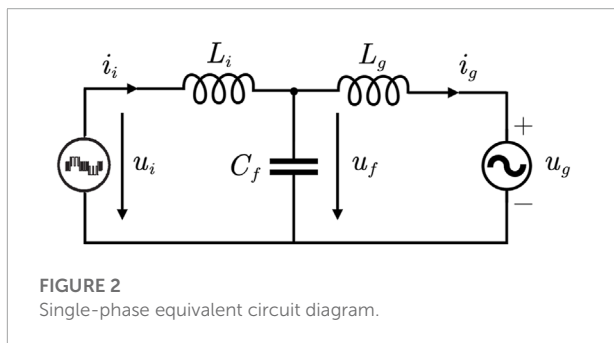 i_i L_i L_g i_g
u_i C_f u_f + u_g −
FIGURE 2
Single-phase equivalent circuit diagram.